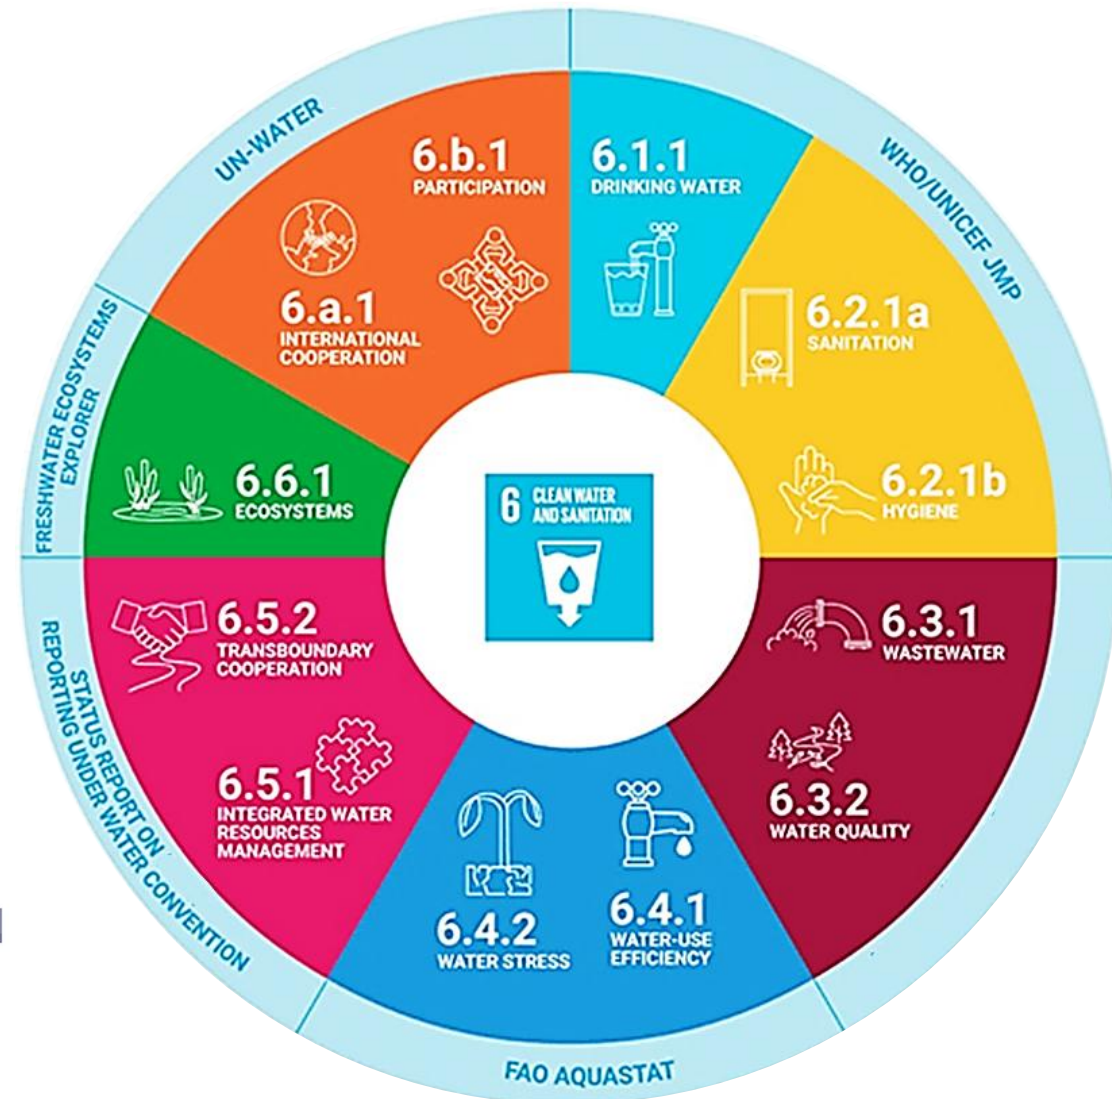 UN-WATER
WHO/UNICEF JMP
FRESHWATER ECOSYSTEMS
EXPLORER
STATUS REPORT ON
REPORTING UNDER WATER CONVENTION
FAO AQUASTAT
6.b.1
PARTICIPATION
6.a.1
INTERNATIONAL
COOPERATION
6.1.1
DRINKING WATER
6.2.1a
SANITATION
6.2.1b
HYGIENE
6.3.1
WASTEWATER
6.3.2
WATER QUALITY
6.4.1
WATER-USE
EFFICIENCY
6.4.2
WATER STRESS
6.5.1
INTEGRATED WATER
RESOURCES
MANAGEMENT
6.5.2
TRANSBOUNDARY
COOPERATION
6.6.1
ECOSYSTEMS
6 CLEAN WATER
AND SANITATION